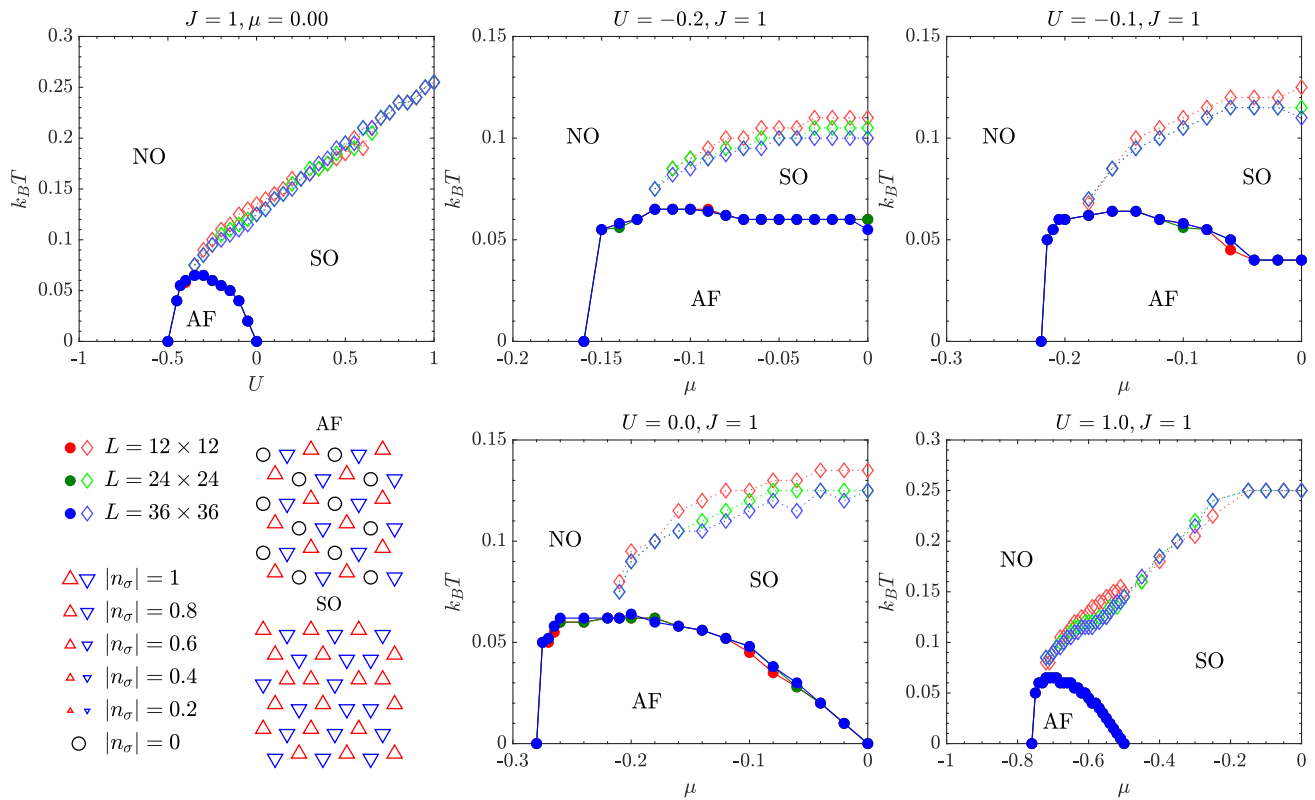 J = 1, μ = 0.00
0.3
0.25
0.2
0.15
0.1
0.05
0
k_BT
NO
SO
AF
-1
-0.5
0
0.5
1
U
U = −0.2, J = 1
0.15
0.1
0.05
0
k_BT
NO
SO
AF
-0.2
-0.15
-0.1
-0.05
0
μ
U = −0.1, J = 1
0.15
0.1
0.05
0
k_BT
NO
SO
AF
-0.3
-0.2
-0.1
0
μ
L = 12 × 12
L = 24 × 24
L = 36 × 36
|n_σ| = 1
|n_σ| = 0.8
|n_σ| = 0.6
|n_σ| = 0.4
|n_σ| = 0.2
|n_σ| = 0
AF
SO
U = 0.0, J = 1
0.15
0.1
0.05
0
k_BT
NO
SO
AF
-0.3
-0.2
-0.1
0
μ
U = 1.0, J = 1
0.3
0.25
0.2
0.15
0.1
0.05
0
k_BT
NO
SO
AF
-1
-0.8
-0.6
-0.4
-0.2
0
μ